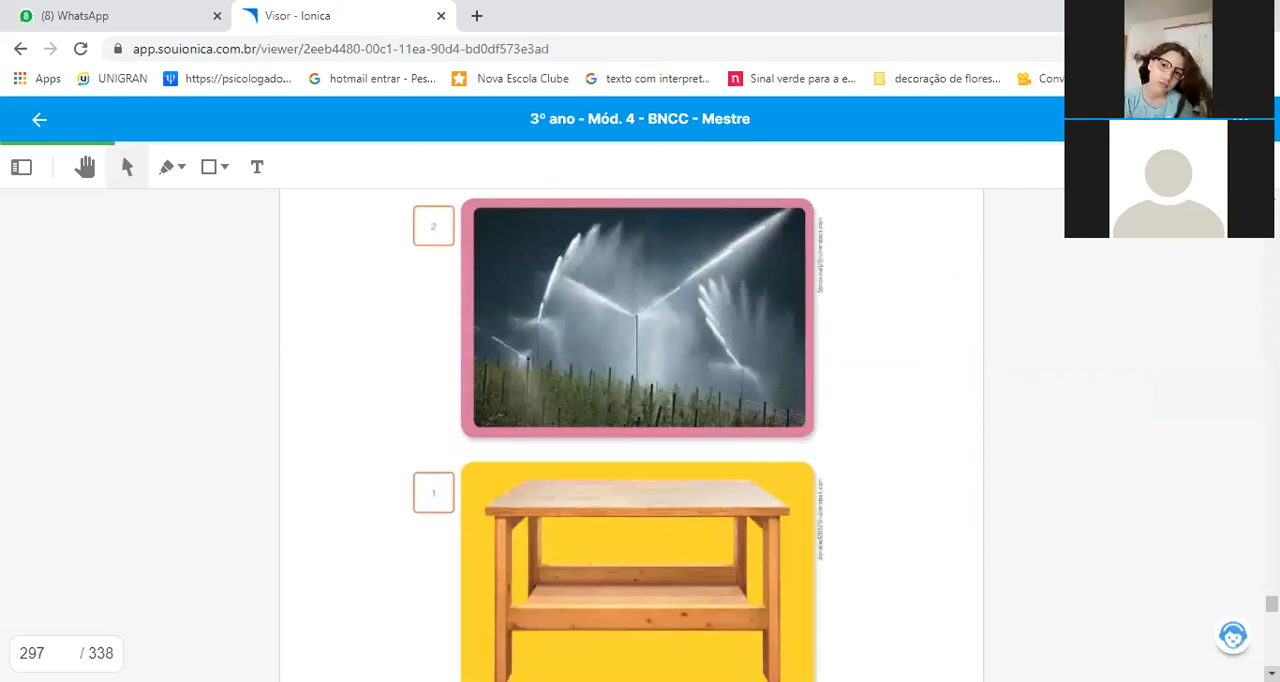 (8) WhatsApp
Visor - Ionica
app.souionica.com.br/viewer/2eeb4480-00c1-11ea-90d4-bd0df573e3ad
Apps
UNIGRAN
https://psicologado...
hotmail entrar - Pes...
Nova Escola Clube
texto com interpret...
Sinal verde para a e...
decoração de flores...
Conv
3º ano - Mód. 4 - BNCC - Mestre
T
2
1
297 / 338